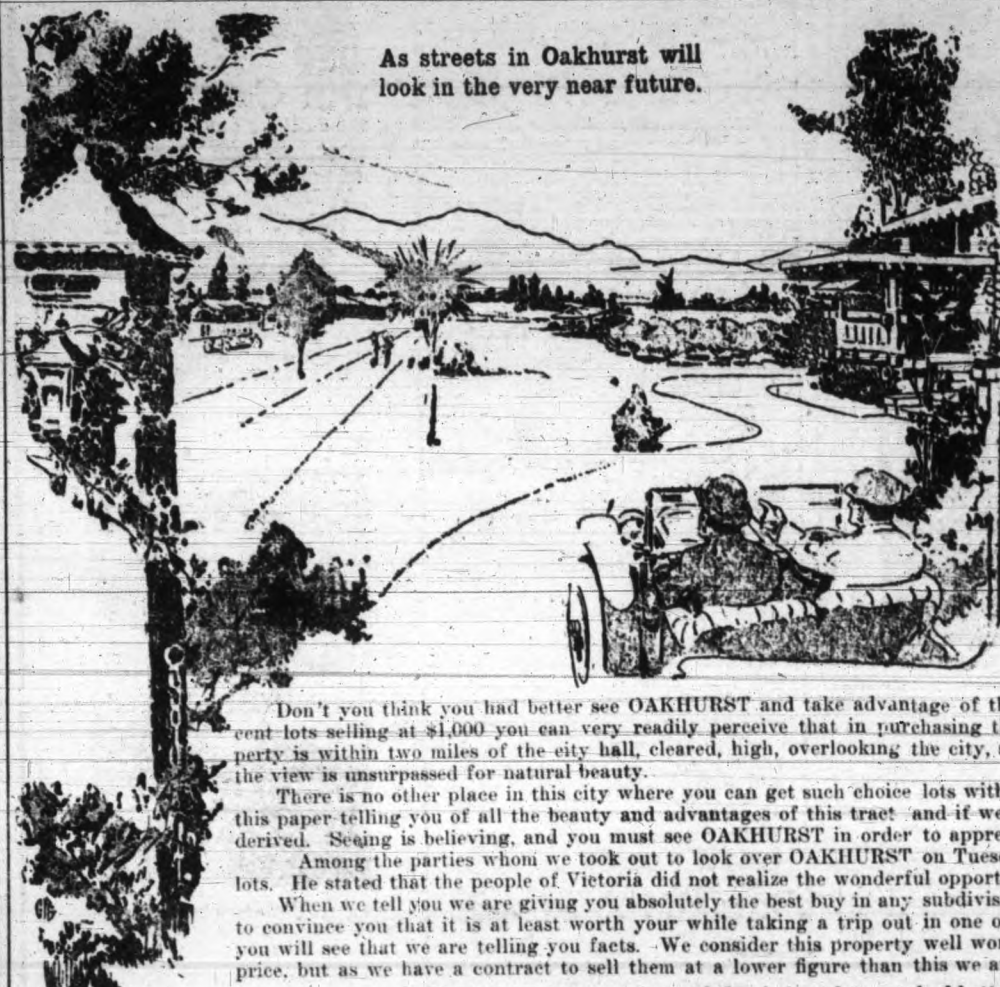 As streets in Oakhurst will
look in the very near future.
Don't you think you had better see OAKHURST and take advantage of th
cent lots selling at $1,000 you can very readily perceive that in purchasing t
perty is within two miles of the city hall, cleared, high, overlooking the city,
the view is unsurpassed for natural beauty.
There is no other place in this city where you can get such choice lots with
this paper telling you of all the beauty and advantages of this tract and if we
derived. Seeing is believing, and you must see OAKHURST in order to appre
Among the parties whom we took out to look over OAKHURST on Tues
lots. He stated that the people of Victoria did not realize the wonderful opport
When we tell you we are giving you absolutely the best buy in any subdivis
to convince you that it is at least worth your while taking a trip out in one o
you will see that we are telling you facts. We consider this property well wor
price, but as we have a contract to sell them at a lower figure than this we a